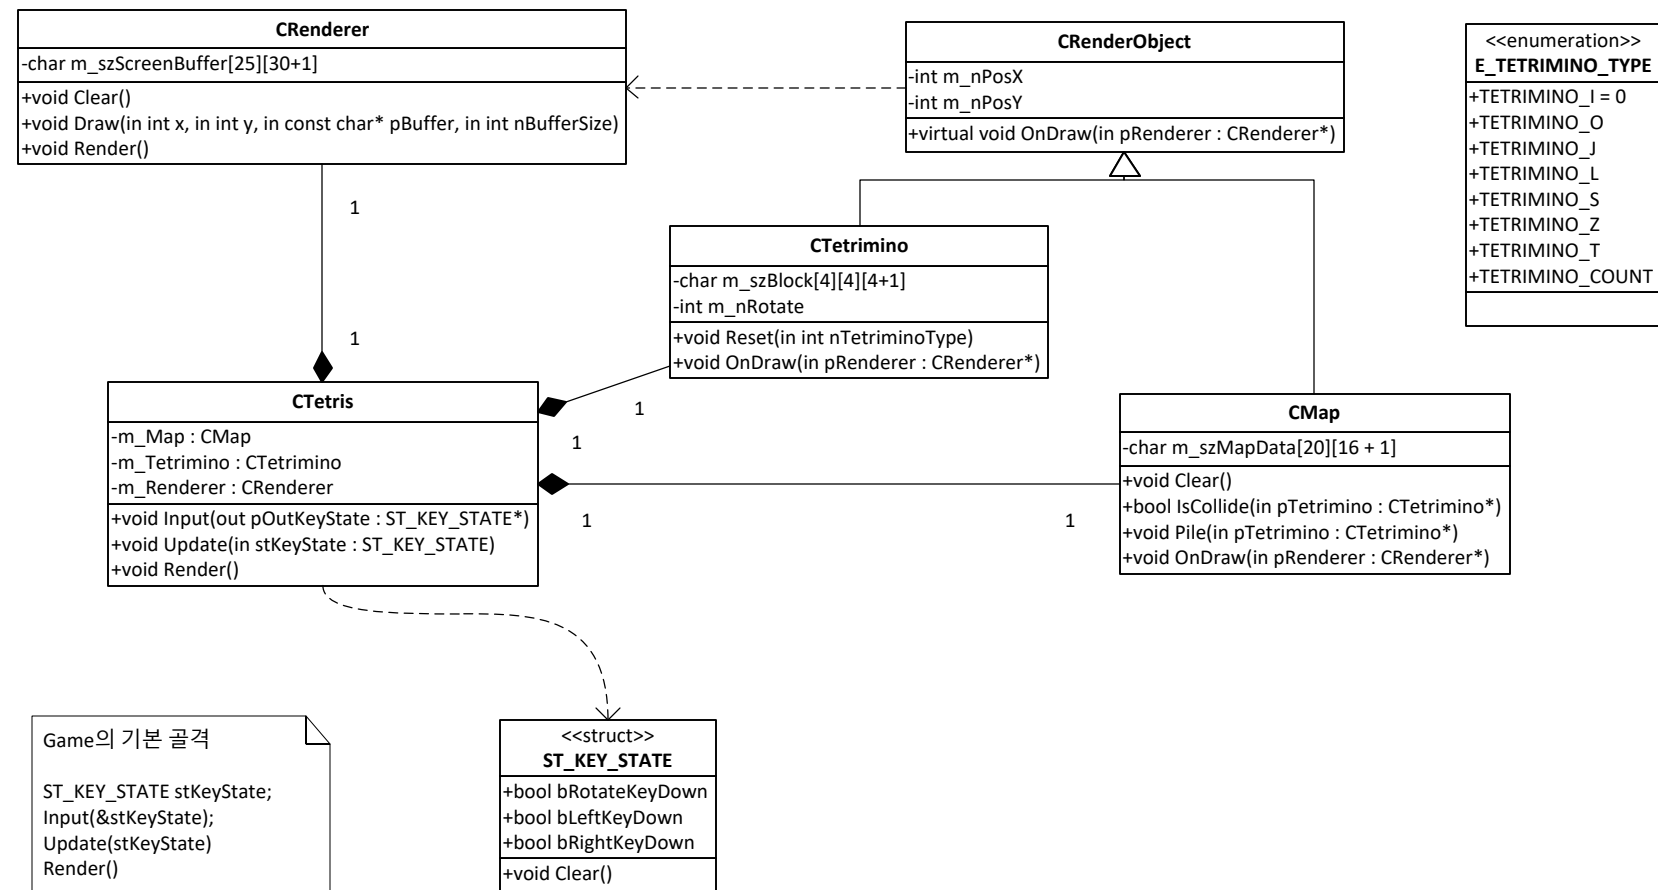 CRenderer
-char m_szScreenBuffer[25][30+1]
+void Clear()
+void Draw(in int x, in int y, in const char* pBuffer, in int nBufferSize)
+void Render()
CRenderObject
-int m_nPosX
-int m_nPosY
+virtual void OnDraw(in pRenderer : CRenderer*)
<<enumeration>>
E_TETRIMINO_TYPE
+TETRIMINO_I = 0
+TETRIMINO_O
+TETRIMINO_J
+TETRIMINO_L
+TETRIMINO_S
+TETRIMINO_Z
+TETRIMINO_T
+TETRIMINO_COUNT
1
1
CTetrimino
-char m_szBlock[4][4][4+1]
-int m_nRotate
+void Reset(in int nTetriminoType)
+void OnDraw(in pRenderer : CRenderer*)
CTetris
-m_Map : CMap
-m_Tetrimino : CTetrimino
-m_Renderer : CRenderer
+void Input(out pOutKeyState : ST_KEY_STATE*)
+void Update(in stKeyState : ST_KEY_STATE)
+void Render()
1
1
1
1
CMap
-char m_szMapData[20][16 + 1]
+void Clear()
+bool IsCollide(in pTetrimino : CTetrimino*)
+void Pile(in pTetrimino : CTetrimino*)
+void OnDraw(in pRenderer : CRenderer*)
Game의 기본 골격
ST_KEY_STATE stKeyState;
Input(&stKeyState);
Update(stKeyState)
Render()
<<struct>>
ST_KEY_STATE
+bool bRotateKeyDown
+bool bLeftKeyDown
+bool bRightKeyDown
+void Clear()